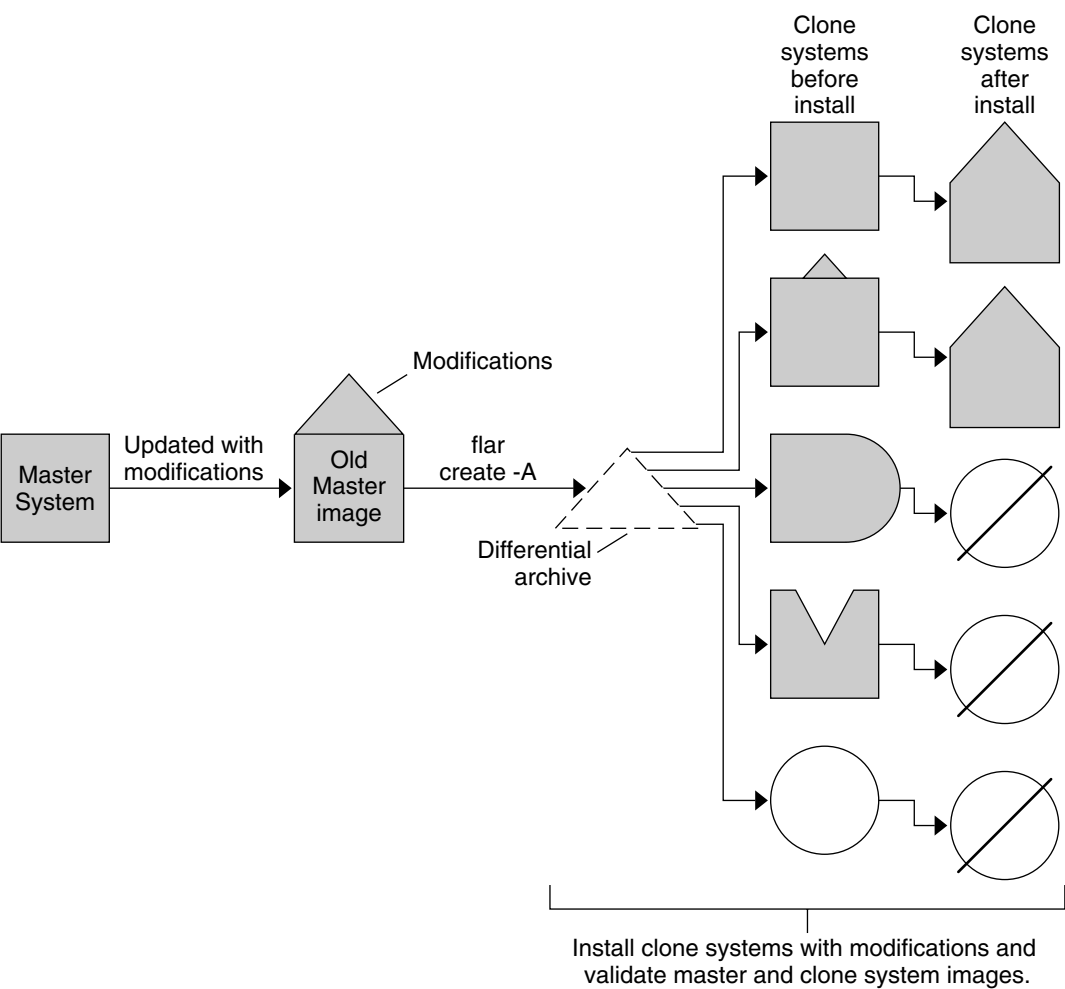 Clone
systems
before
install
Clone
systems
after
install
Modifications
Updated with
modifications
flar
create -A
Master
System
Old
Master
image
Differential
archive
Install clone systems with modifications and
validate master and clone system images.